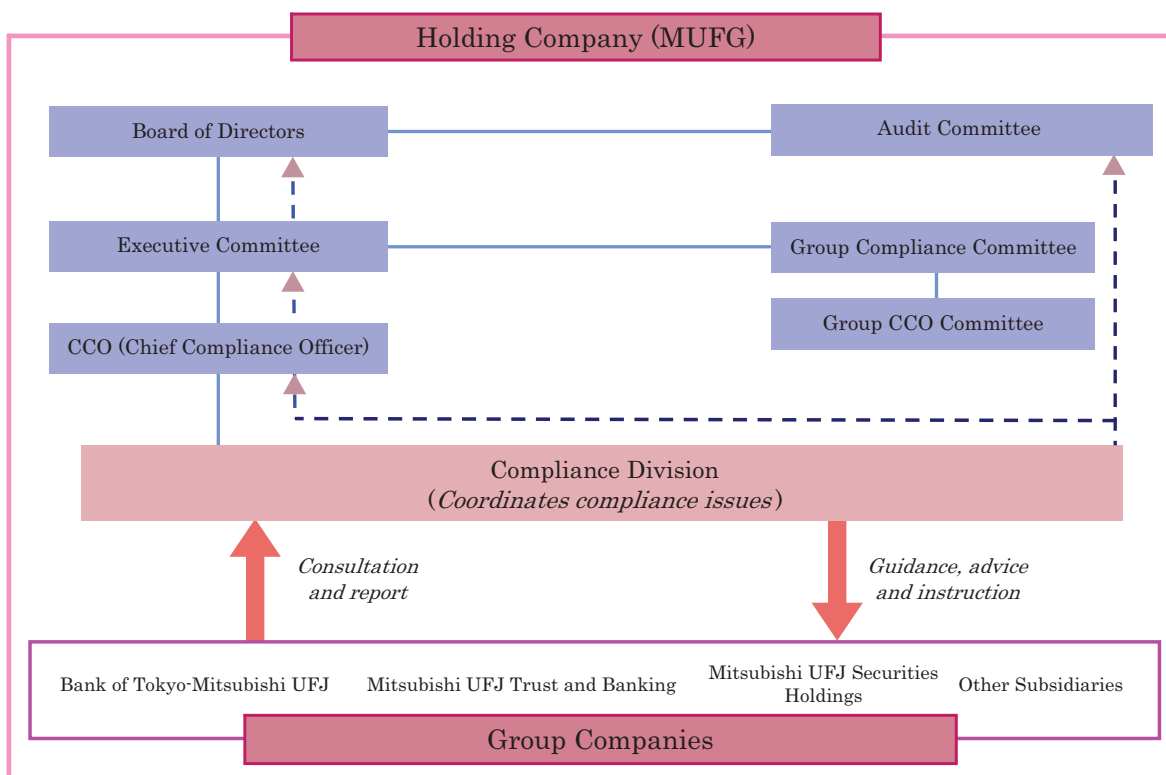 Holding Company (MUFG)
Board of Directors
Audit Committee
Executive Committee
Group Compliance Committee
Group CCO Committee
CCO (Chief Compliance Officer)
Compliance Division
(Coordinates compliance issues)
Consultation
and report
Guidance, advice
and instruction
Bank of Tokyo-Mitsubishi UFJ
Mitsubishi UFJ Trust and Banking
Mitsubishi UFJ Securities
Holdings
Other Subsidiaries
Group Companies